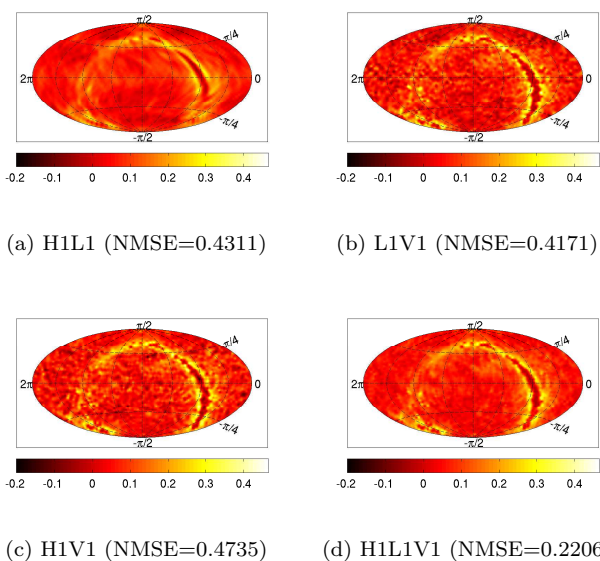 π/2 π/2
π/4 π/4
2π 0 2π 0
-π/4 -π/4
-π/2 -π/2
-0.2 -0.1 0 0.1 0.2 0.3 0.4 -0.2 -0.1 0 0.1 0.2 0.3 0.4
(a) H1L1 (NMSE=0.4311) (b) L1V1 (NMSE=0.4171)
π/2 π/2
π/4 π/4
2π 0 2π 0
-π/4 -π/4
-π/2 -π/2
-0.2 -0.1 0 0.1 0.2 0.3 0.4 -0.2 -0.1 0 0.1 0.2 0.3 0.4
(c) H1V1 (NMSE=0.4735) (d) H1L1V1 (NMSE=0.2206